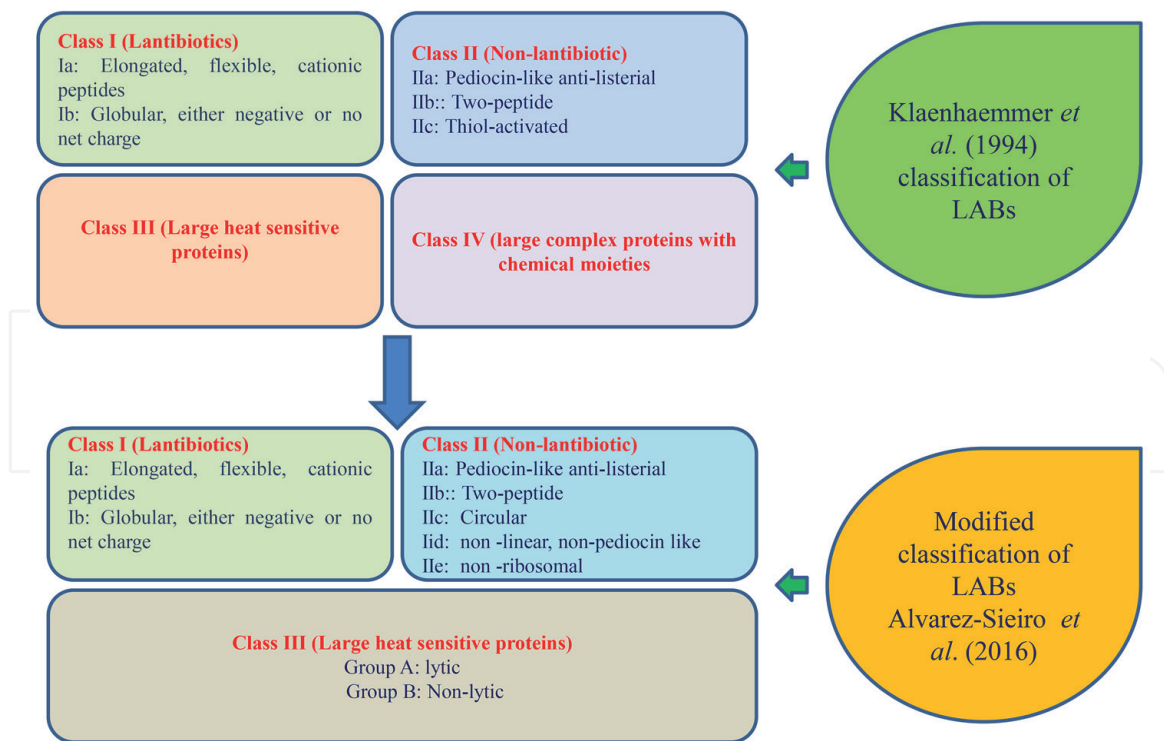 Class I (Lantibiotics)
Ia: Elongated, flexible, cationic
peptides
Ib: Globular, either negative or no
net charge
Class II (Non-lantibiotic)
IIa: Pediocin-like anti-listerial
IIb:: Two-peptide
IIc: Thiol-activated
Klaenhaemmer et
al. (1994)
classification of
LABs
Class III (Large heat sensitive
proteins)
Class IV (large complex proteins with
chemical moieties
Class I (Lantibiotics)
Ia: Elongated, flexible, cationic
peptides
Ib: Globular, either negative or no
net charge
Class II (Non-lantibiotic)
IIa: Pediocin-like anti-listerial
IIb:: Two-peptide
IIc: Circular
Iid: non -linear, non-pediocin like
IIe: non -ribosomal
Modified
classification of
LABs
Alvarez-Sieiro et
al. (2016)
Class III (Large heat sensitive proteins)
Group A: lytic
Group B: Non-lytic